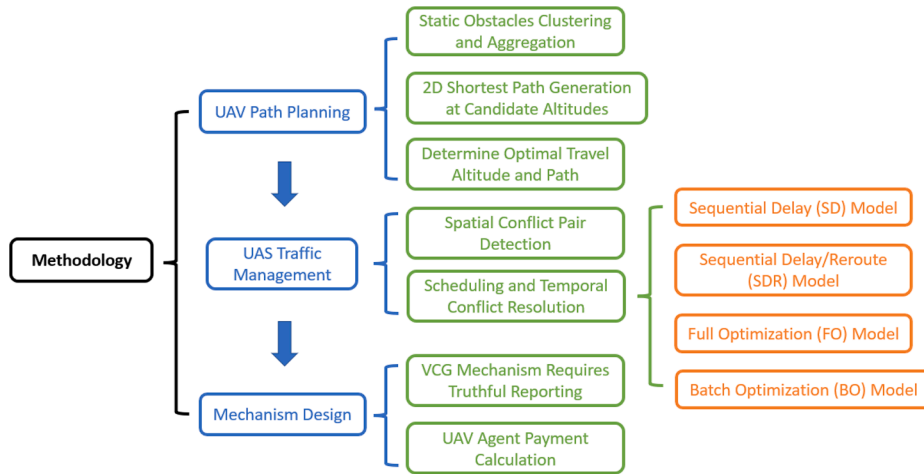 Methodology
UAV Path Planning
Static Obstacles Clustering
and Aggregation
2D Shortest Path Generation
at Candidate Altitudes
Determine Optimal Travel
Altitude and Path
UAS Traffic
Management
Spatial Conflict Pair
Detection
Scheduling and Temporal
Conflict Resolution
Sequential Delay (SD) Model
Sequential Delay/Reroute
(SDR) Model
Full Optimization (FO) Model
Batch Optimization (BO) Model
Mechanism Design
VCG Mechanism Requires
Truthful Reporting
UAV Agent Payment
Calculation